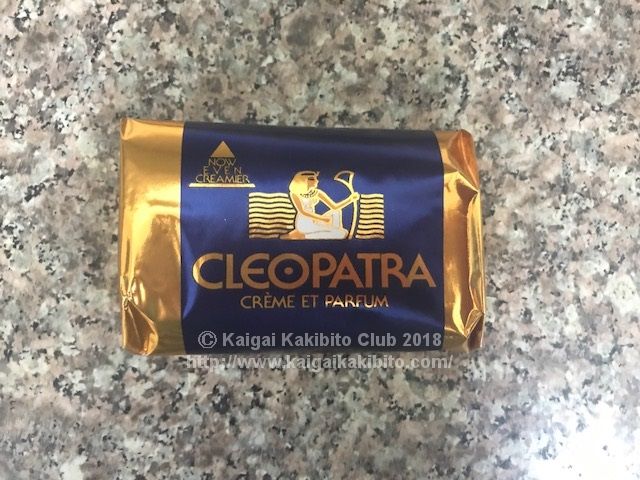 NOW
EVEN
CREAMIER
CLEOPATRA
CRÈME ET PARFUM
© Kaigai Kakibito Club 2018
http://www.kaigaikakibito.com/